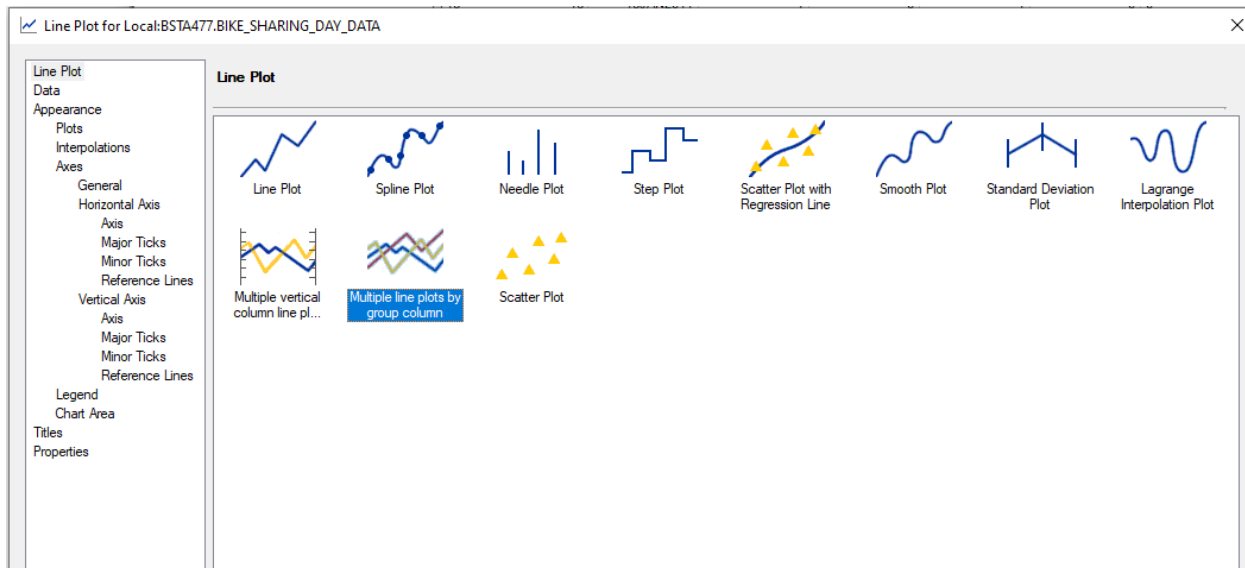 Line Plot for Local:BSTA477.BIKE_SHARING_DAY_DATA
Line Plot
Data
Appearance
Plots
Interpolations
Axes
General
Horizontal Axis
Axis
Major Ticks
Minor Ticks
Reference Lines
Vertical Axis
Axis
Major Ticks
Minor Ticks
Reference Lines
Legend
Chart Area
Titles
Properties
Line Plot
Line Plot
Spline Plot
Needle Plot
Step Plot
Scatter Plot with
Regression Line
Smooth Plot
Standard Deviation
Plot
Lagrange
Interpolation Plot
Multiple vertical
column line pl...
Multiple line plots by
group column
Scatter Plot